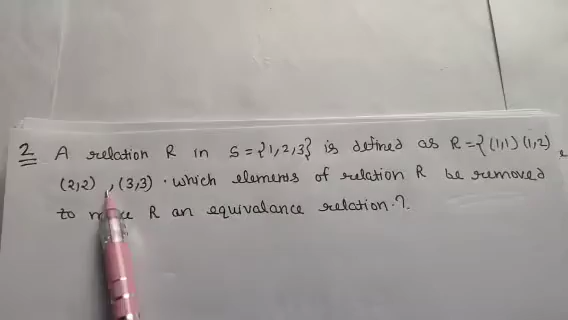 2 A relation R in S={1,2,3} is defined as R={(1,1)(1,2),
(2,2) ,(3,3) . which elements of relation R be removed
to an equivalance relation.?